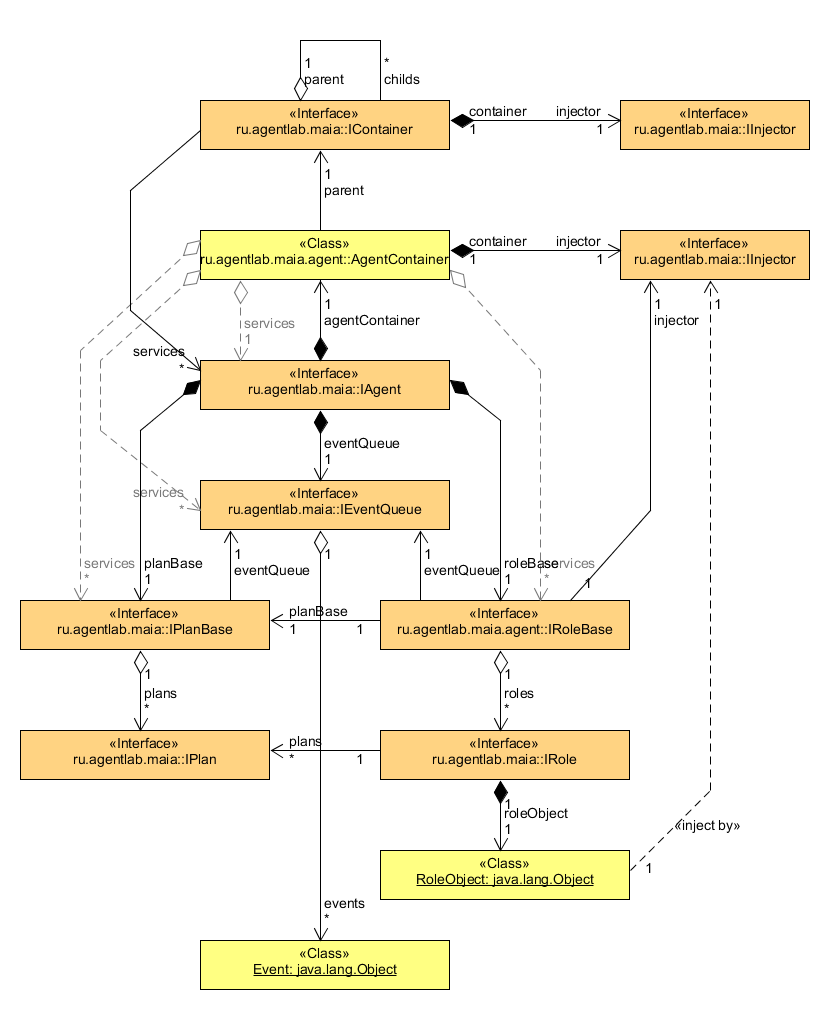 1
parent
*
childs
«Interface»
ru.agentlab.maia::IContainer
container
1
injector
1
«Interface»
ru.agentlab.maia::IInjector
1
parent
«Class»
ru.agentlab.maia.agent::AgentContainer
container
1
injector
1
«Interface»
ru.agentlab.maia::IInjector
services
1
1
agentContainer
1
injector
1
services
*
«Interface»
ru.agentlab.maia::IAgent
eventQueue
1
services
*
«Interface»
ru.agentlab.maia::IEventQueue
services
*
planBase
1
1
eventQueue
1
1
eventQueue
roleBase
1
services
*
1
«Interface»
ru.agentlab.maia::IPlanBase
planBase
1
1
«Interface»
ru.agentlab.maia.agent::IRoleBase
1
plans
*
1
roles
*
«Interface»
ru.agentlab.maia::IPlan
plans
*
1
«Interface»
ru.agentlab.maia::IRole
1
roleObject
1
«inject by»
«Class»
RoleObject: java.lang.Object
1
events
*
«Class»
Event: java.lang.Object